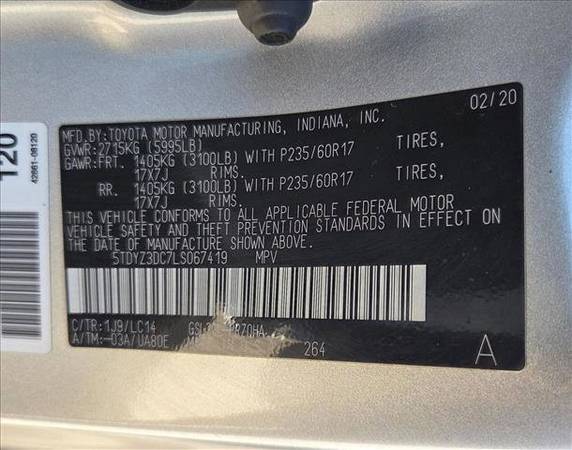 02/20
MFD.BY:TOYOTA MOTOR MANUFACTURING, INDIANA, INC.
GVWR:2715KG (5995LB)
GAWR:FRT. 1405KG (3100LB) WITH P235/60R17 TIRES,
17X7J RIMS.
RR. 1405KG (3100LB) WITH P235/60R17 TIRES,
17X7J RIMS.
THIS VEHICLE CONFORMS TO ALL APPLICABLE FEDERAL MOTOR
VEHICLE SAFETY AND THEFT PREVENTION STANDARDS IN EFFECT ON
THE DATE OF MANUFACTURE SHOWN ABOVE.
5TDYZ3DC7LS067419 MPV
C/TR:1J9/LC14
A/TM:-03A/UA80E
264
A
120
42861-08120